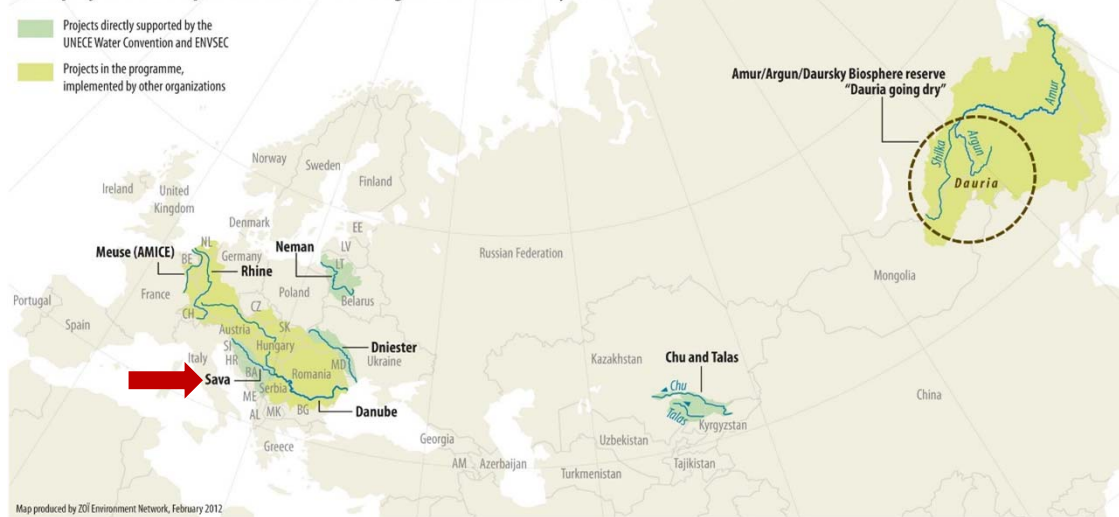 Projects directly supported by the
UNECE Water Convention and ENVSEC
Projects in the programme,
implemented by other organizations
Amur/Argun/Daursky Biosphere reserve
"Dauria going dry"
Amur
Shilka
Argun
Dauria
Norway
Sweden
Finland
Ireland
United
Kingdom
Denmark
EE
LV
LT
Russian Federation
Meuse (AMICE)
NL
BE
Germany
Rhine
Neman
Mongolia
Portugal
France
Poland
Belarus
CH
CZ
Spain
Austria
SK
Dniester
Italy
SI
Hungary
HR
MD
Ukraine
Kazakhstan
Chu and Talas
Sava
BA
Romania
Serbia
Chu
China
ME
Danube
Talas
AL
MK
BG
Kyrgyzstan
Greece
Georgia
Uzbekistan
AM
Azerbaijan
Tajikistan
Turkmenistan
Map produced by ZOÏ Environment Network, February 2012